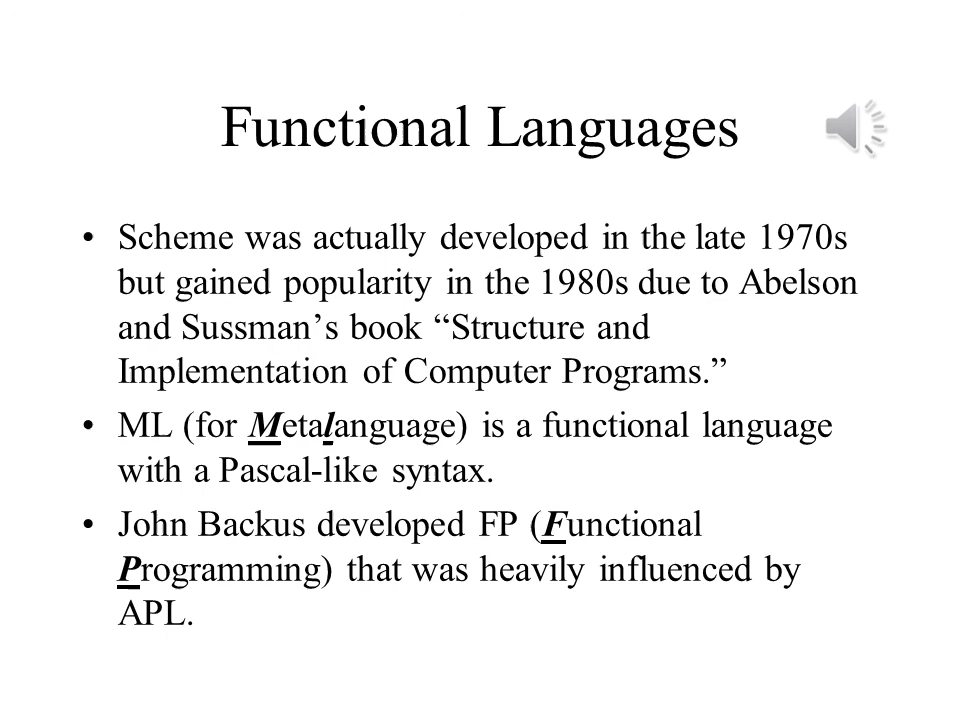 Functional Languages
• Scheme was actually developed in the late 1970s
but gained popularity in the 1980s due to Abelson
and Sussman’s book “Structure and
Implementation of Computer Programs.”
• ML (for Metalanguage) is a functional language
with a Pascal-like syntax.
• John Backus developed FP (Functional
Programming) that was heavily influenced by
APL.